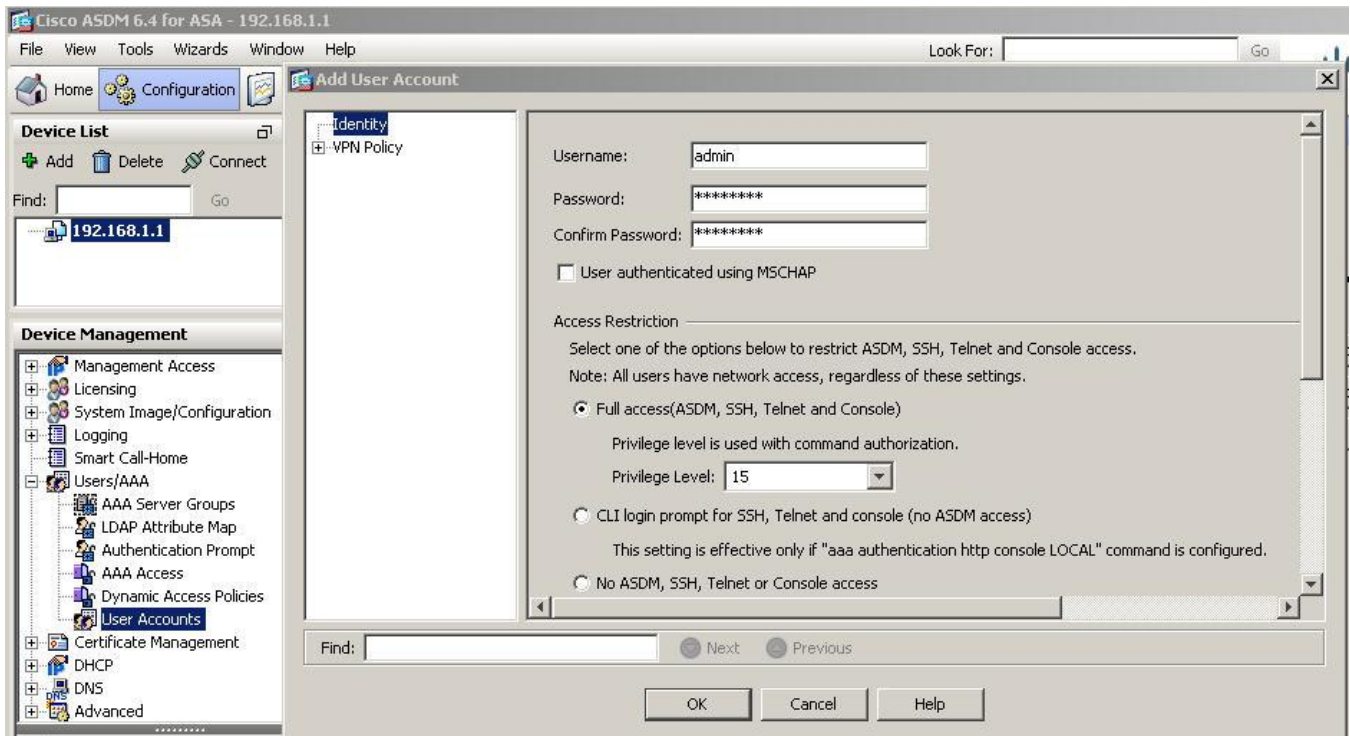 Cisco ASDM 6.4 for ASA - 192.168.1.1
File View Tools Wizards Window Help Look For: Go
Home Configuration
Device List
Add Delete Connect
Find: Go
192.168.1.1
Device Management
Management Access
Licensing
System Image/Configuration
Logging
Smart Call-Home
Users/AAA
AAA Server Groups
LDAP Attribute Map
Authentication Prompt
AAA Access
Dynamic Access Policies
User Accounts
Certificate Management
DHCP
DNS
DNS
Advanced
Add User Account
Identity
VPN Policy
Username: admin
Password: ********
Confirm Password: ********
User authenticated using MSCHAP
Access Restriction
Select one of the options below to restrict ASDM, SSH, Telnet and Console access.
Note: All users have network access, regardless of these settings.
Full access(ASDM, SSH, Telnet and Console)
Privilege level is used with command authorization.
Privilege Level: 15
CLI login prompt for SSH, Telnet and console (no ASDM access)
This setting is effective only if "aaa authentication http console LOCAL" command is configured.
No ASDM, SSH, Telnet or Console access
Find: Next Previous
OK Cancel Help